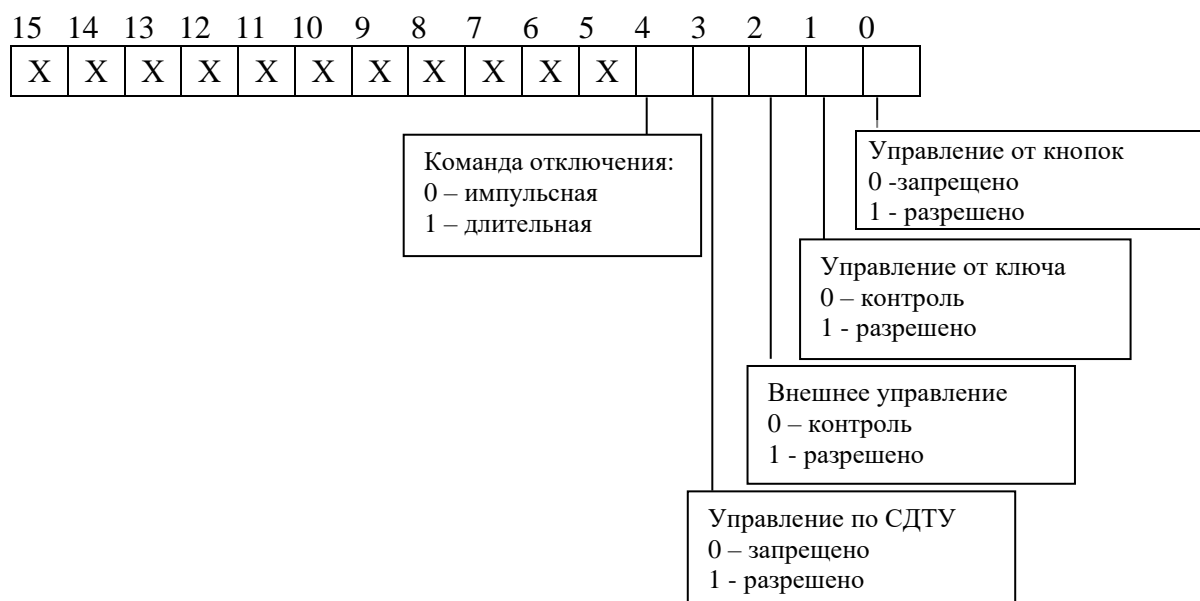 15 14 13 12 11 10 9 8 7 6 5 4 3 2 1 0
X X X X X X X X X X X
Команда отключения:
0 – импульсная
1 – длительная
Управление от кнопок
0 -запрещено
1 - разрешено
Управление от ключа
0 – контроль
1 - разрешено
Внешнее управление
0 – контроль
1 - разрешено
Управление по СДТУ
0 – запрещено
1 - разрешено